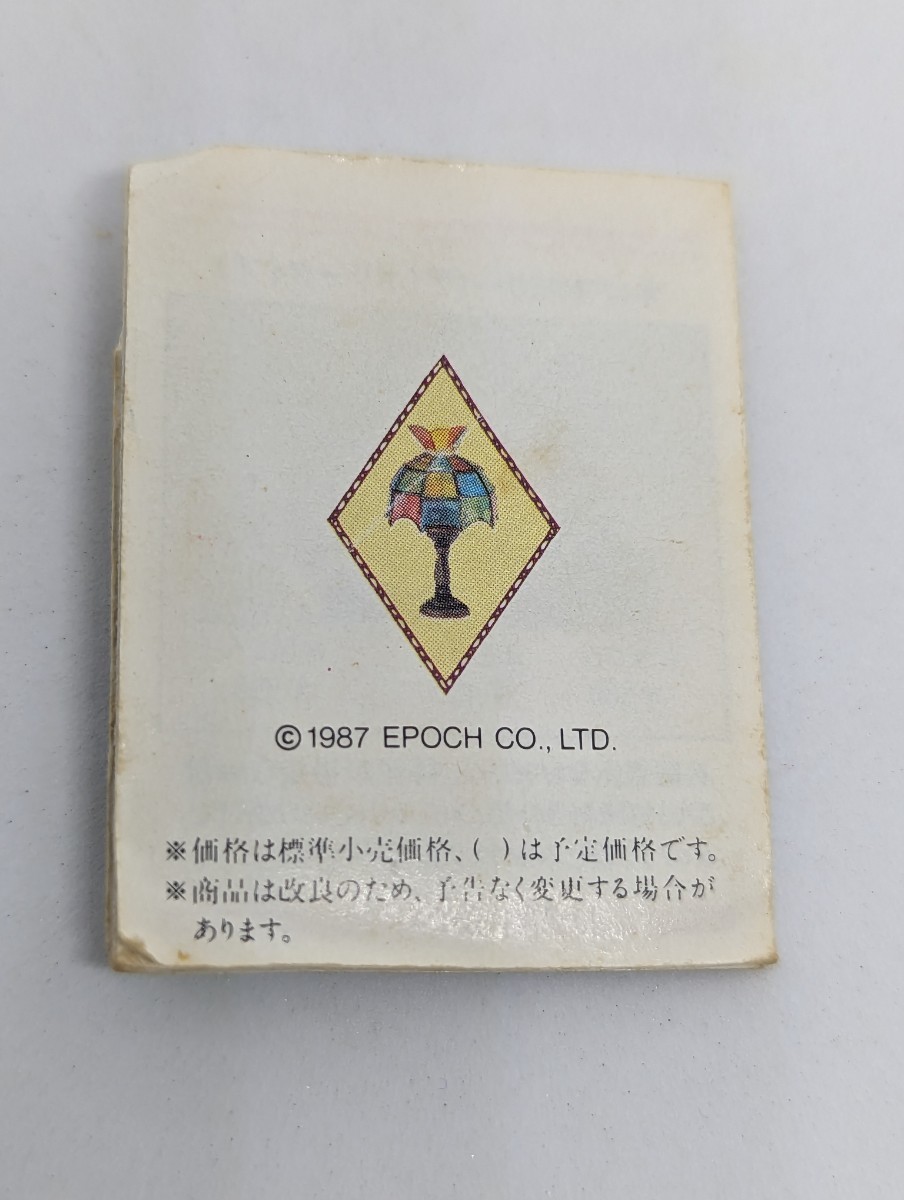 ©1987 EPOCH CO., LTD.
※価格は標準小売価格、( )は予定価格です。
※商品は改良のため、予告なく変更する場合が
あります。